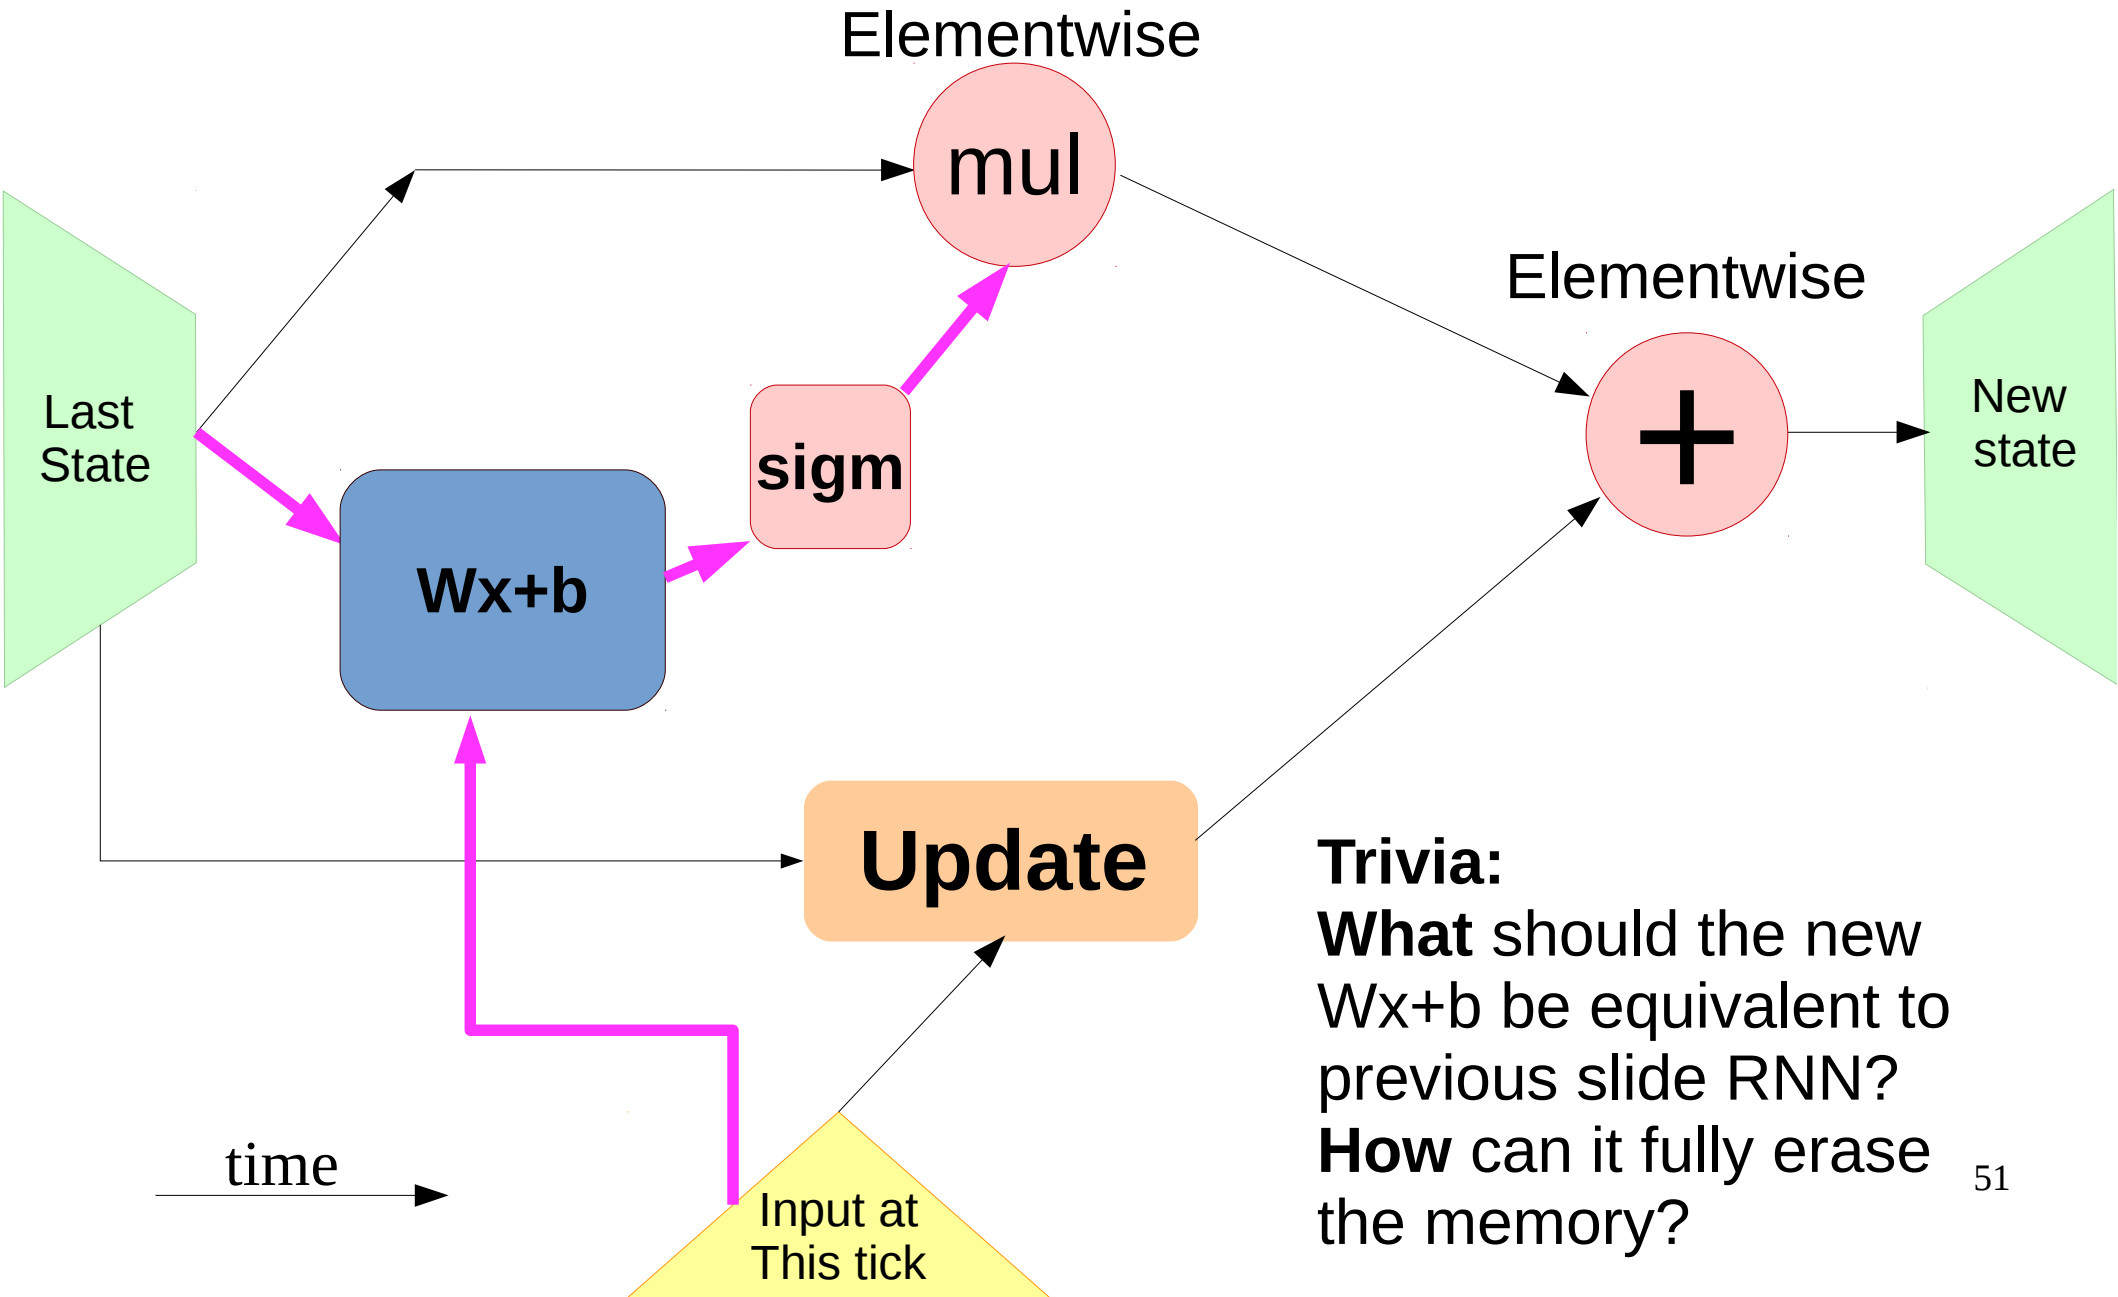 Elementwise
mul
Elementwise
+
Last
State
New
state
sigm
Wx+b
Update
Trivia:
What should the new
Wx+b be equivalent to
previous slide RNN?
How can it fully erase
the memory?
time
Input at
This tick
51